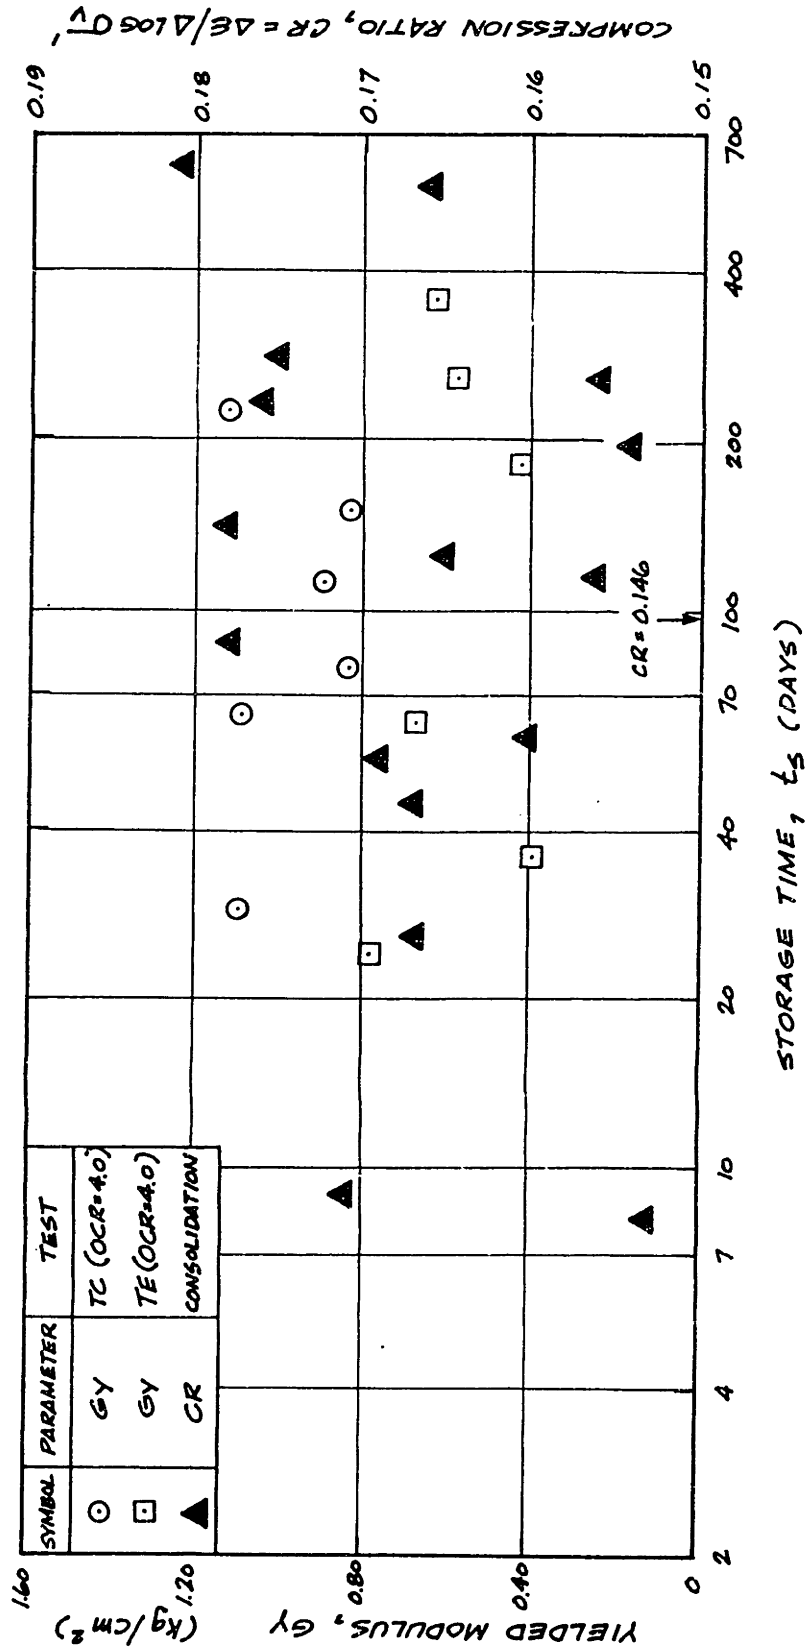 SYMBOL PARAMETER TEST
GY TC (OCR=4.0)
GY TE (OCR=4.0)
CR CONSOLIDATION
YIELDED MODULUS, GY
(kg/cm²)
1.60
1.20
0.80
0.40
0
COMPRESSION RATIO, CR = Δε/Δ LOG σ̄v'
0.19
0.18
0.17
0.16
0.15
CR=0.146
2 4 7 10 20 40 70 100 200 400 700
STORAGE TIME, ts (DAYS)